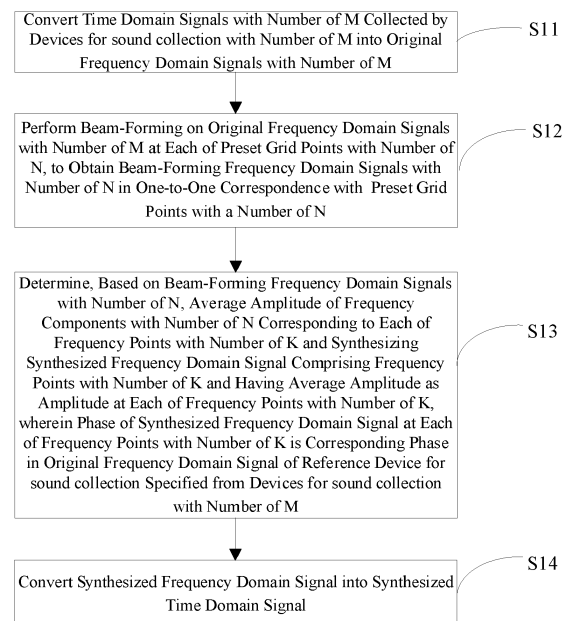 Convert Time Domain Signals with Number of M Collected by
Devices for sound collection with Number of M into Original
Frequency Domain Signals with Number of M
S11
Perform Beam-Forming on Original Frequency Domain Signals
with Number of M at Each of Preset Grid Points with Number of
N, to Obtain Beam-Forming Frequency Domain Signals with
Number of N in One-to-One Correspondence with Preset Grid
Points with a Number of N
S12
Determine, Based on Beam-Forming Frequency Domain Signals
with Number of N, Average Amplitude of Frequency
Components with Number of N Corresponding to Each of
Frequency Points with Number of K and Synthesizing
Synthesized Frequency Domain Signal Comprising Frequency
Points with Number of K and Having Average Amplitude as
Amplitude at Each of Frequency Points with Number of K,
wherein Phase of Synthesized Frequency Domain Signal at Each
of Frequency Points with Number of K is Corresponding Phase
in Original Frequency Domain Signal of Reference Device for
sound collection Specified from Devices for sound collection
with Number of M
S13
Convert Synthesized Frequency Domain Signal into Synthesized
Time Domain Signal
S14